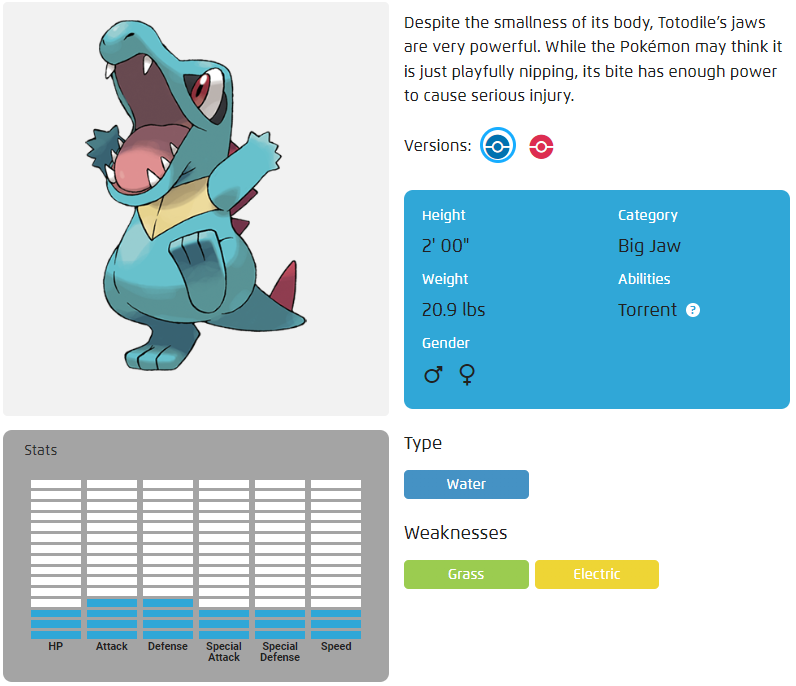 Despite the smallness of its body, Totodile’s jaws
are very powerful. While the Pokémon may think it
is just playfully nipping, its bite has enough power
to cause serious injury.
Versions:
Height
2' 00"
Category
Big Jaw
Weight
20.9 lbs
Abilities
Torrent ?
Gender
Stats
HP
Attack
Defense
Special
Attack
Special
Defense
Speed
Type
Water
Weaknesses
Grass
Electric